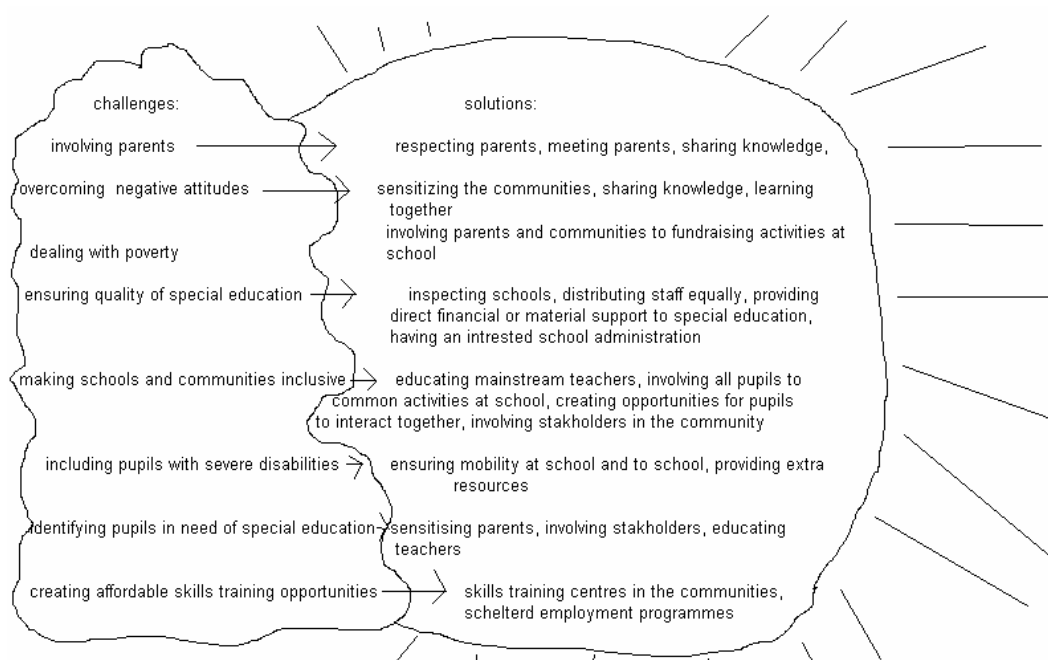 challenges:
solutions:
involving parents
respecting parents, meeting parents, sharing knowledge,
overcoming negative attitudes
sensitizing the communities, sharing knowledge, learning
together
involving parents and communities to fundraising activities at
dealing with poverty
school
ensuring quality of special education
inspecting schools, distributing staff equally, providing
direct financial or material support to special education,
having an intrested school administration
making schools and communities inclusive
educating mainstream teachers, involving all pupils to
common activities at school, creating opportunities for pupils
to interact together, involving stakholders in the community
including pupils with severe disabilities
ensuring mobility at school and to school, providing extra
resources
identifying pupils in need of special education
sensitising parents, involving stakholders, educating
teachers
creating affordable skills training opportunities
skills training centres in the communities,
schelterd employment programmes